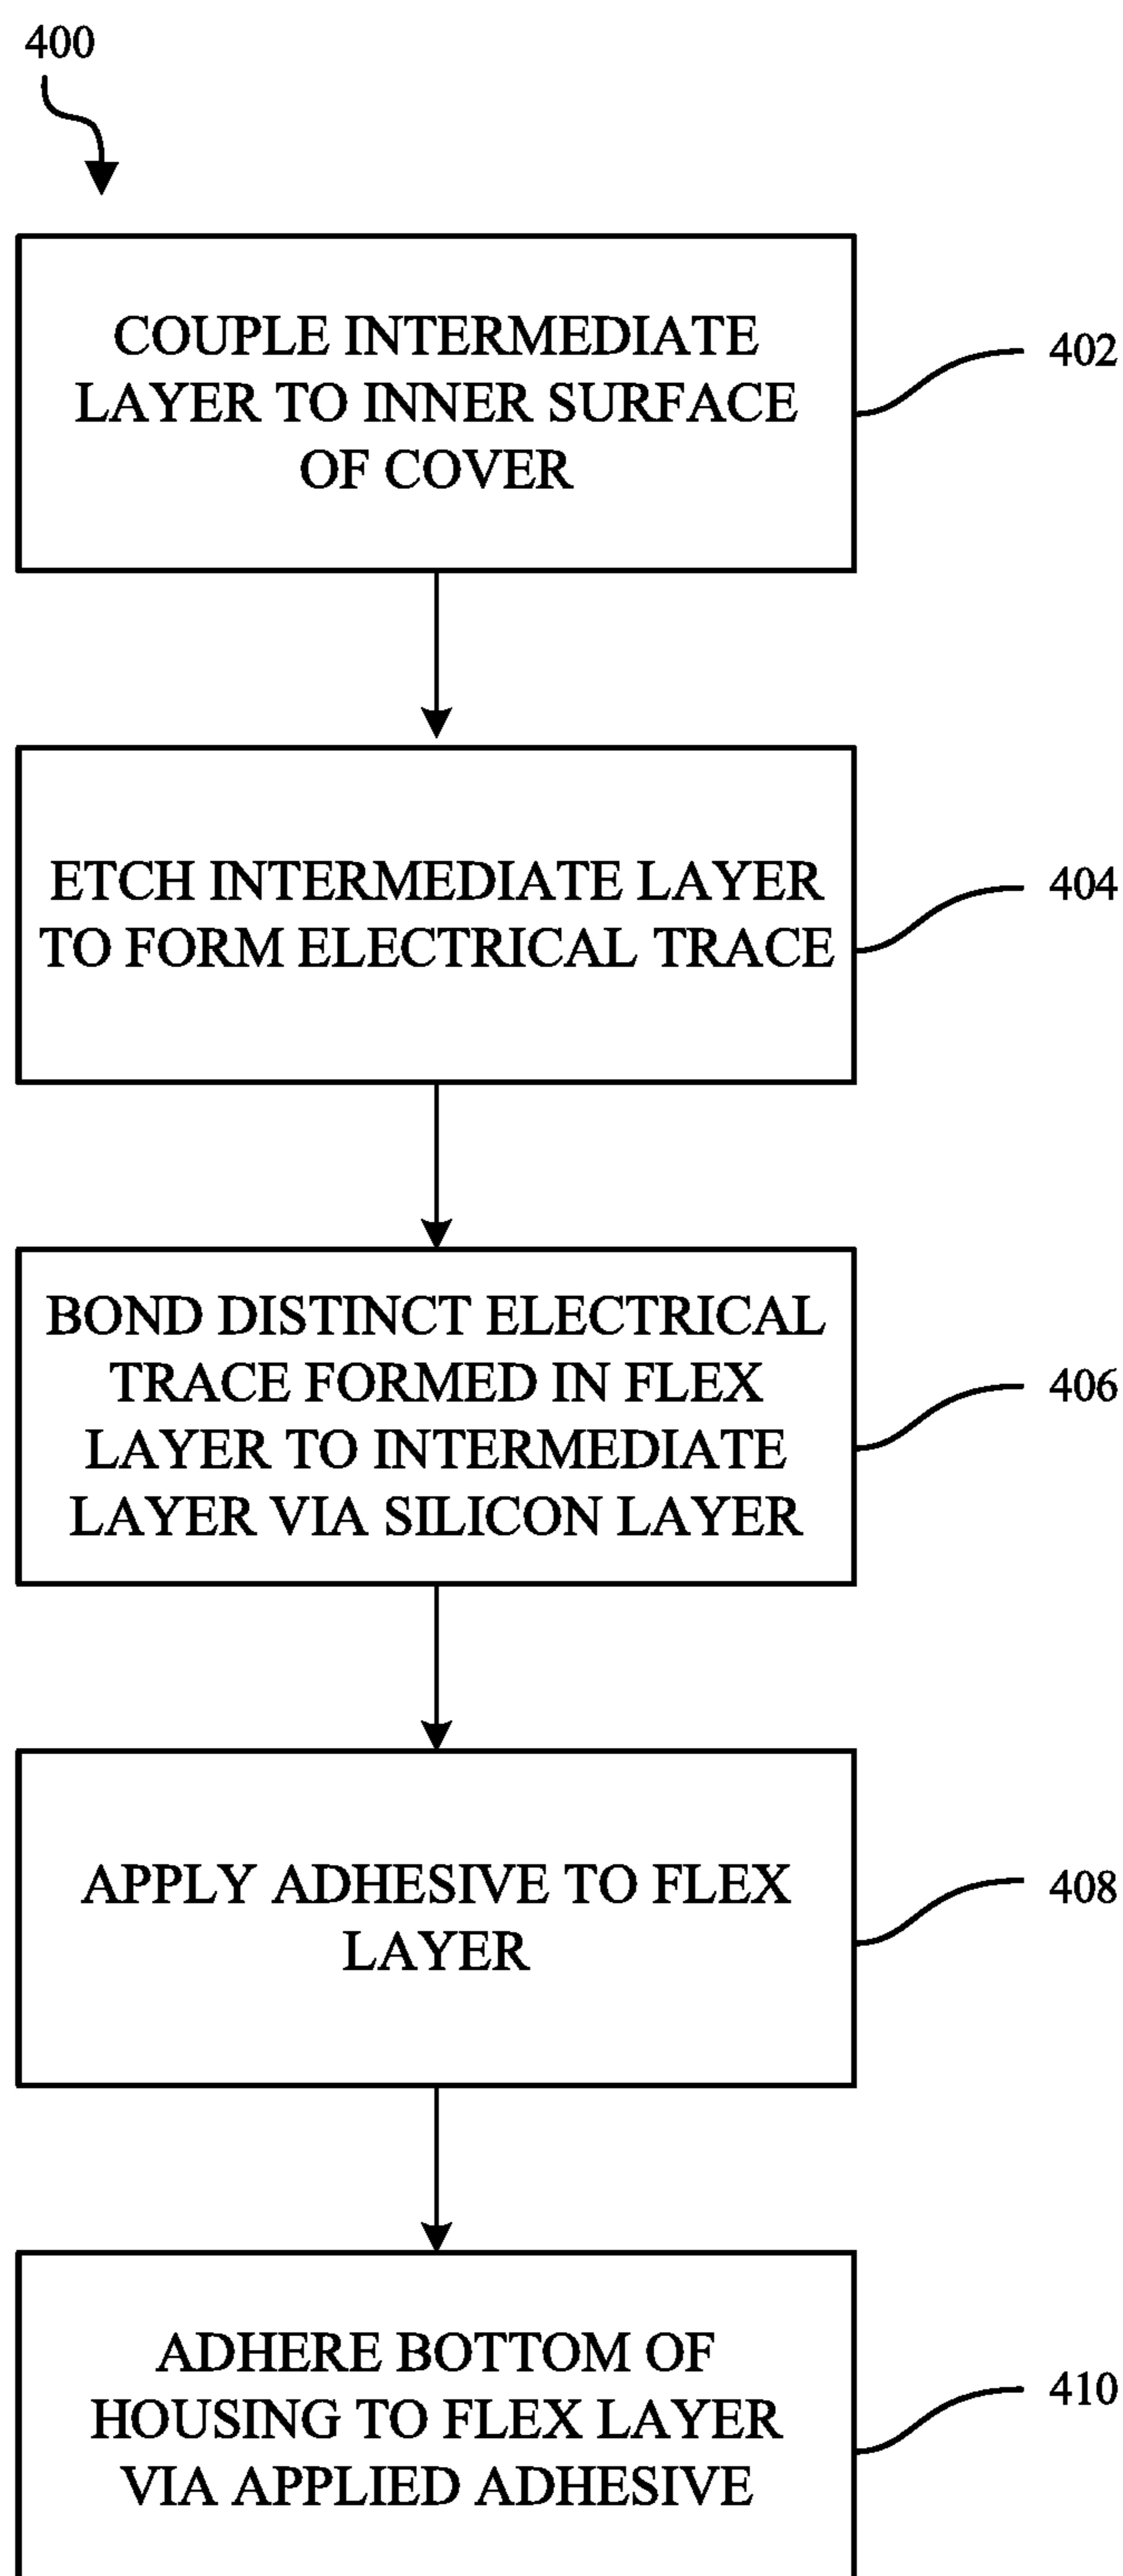 400
COUPLE INTERMEDIATE
LAYER TO INNER SURFACE
OF COVER
402
ETCH INTERMEDIATE LAYER
TO FORM ELECTRICAL TRACE
404
BOND DISTINCT ELECTRICAL
TRACE FORMED IN FLEX
LAYER TO INTERMEDIATE
LAYER VIA SILICON LAYER
406
APPLY ADHESIVE TO FLEX
LAYER
408
ADHERE BOTTOM OF
HOUSING TO FLEX LAYER
VIA APPLIED ADHESIVE
410